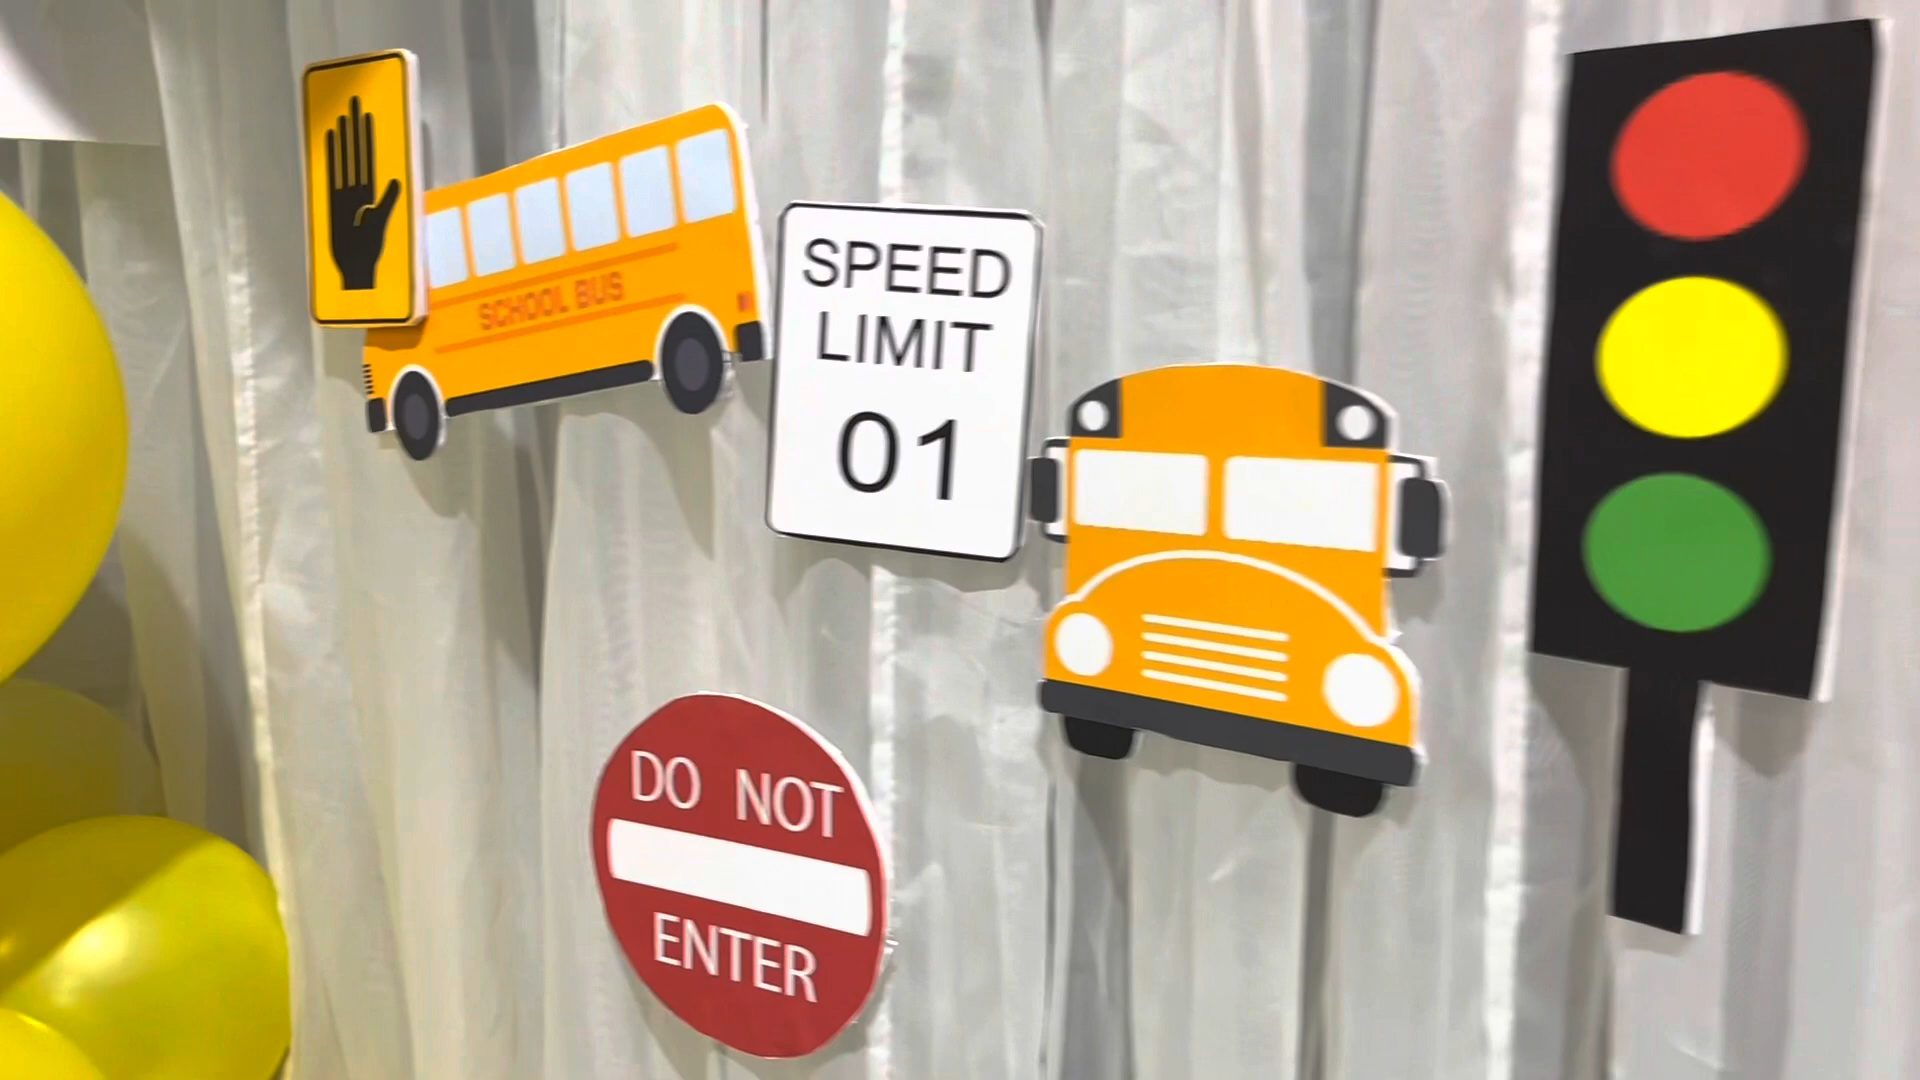 SCHOOL BUS
SPEED
LIMIT
01
DO NOT
ENTER